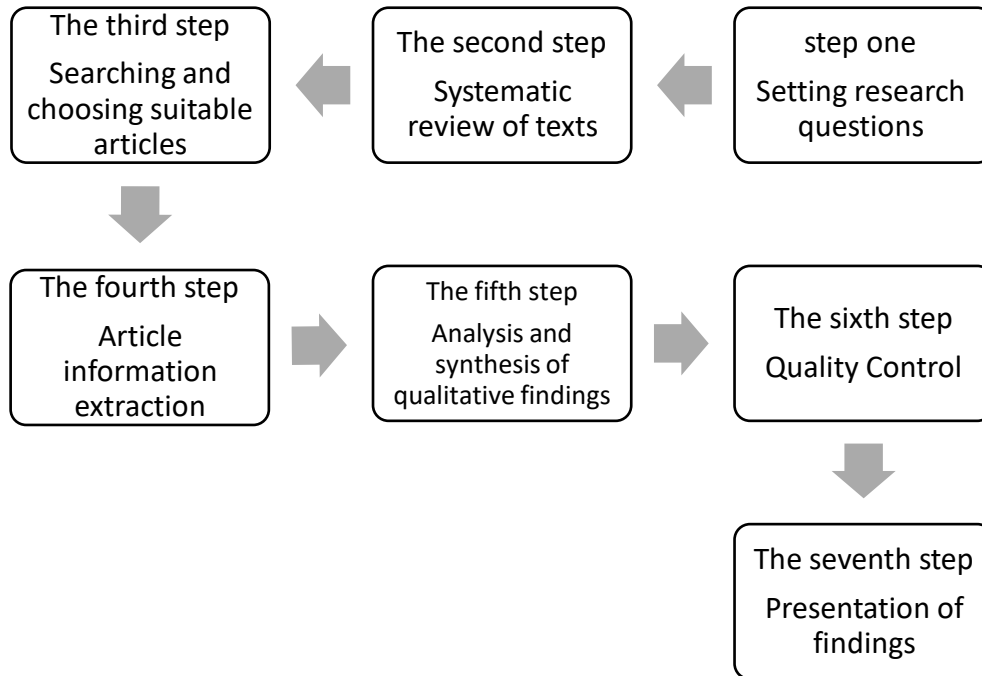 step one
Setting research
questions
The second step
Systematic
review of texts
The third step
Searching and
choosing suitable
articles
The fourth step
Article
information
extraction
The fifth step
Analysis and
synthesis of
qualitative findings
The sixth step
Quality Control
The seventh step
Presentation of
findings